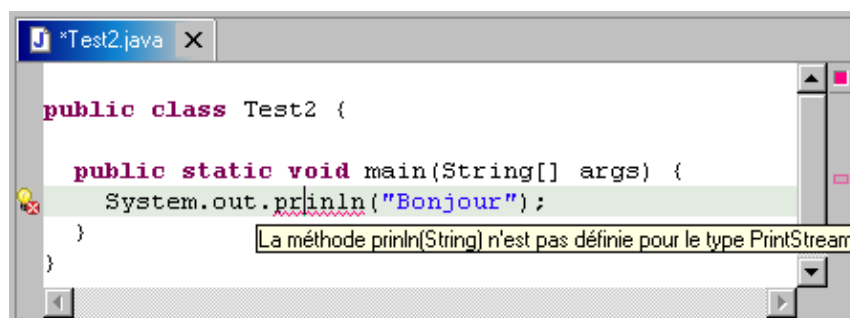 *Test2.java
public class Test2 {
public static void main(String[] args) {
System.out.prinln("Bonjour");
}
La méthode prinln(String) n'est pas définie pour le type PrintStream
}